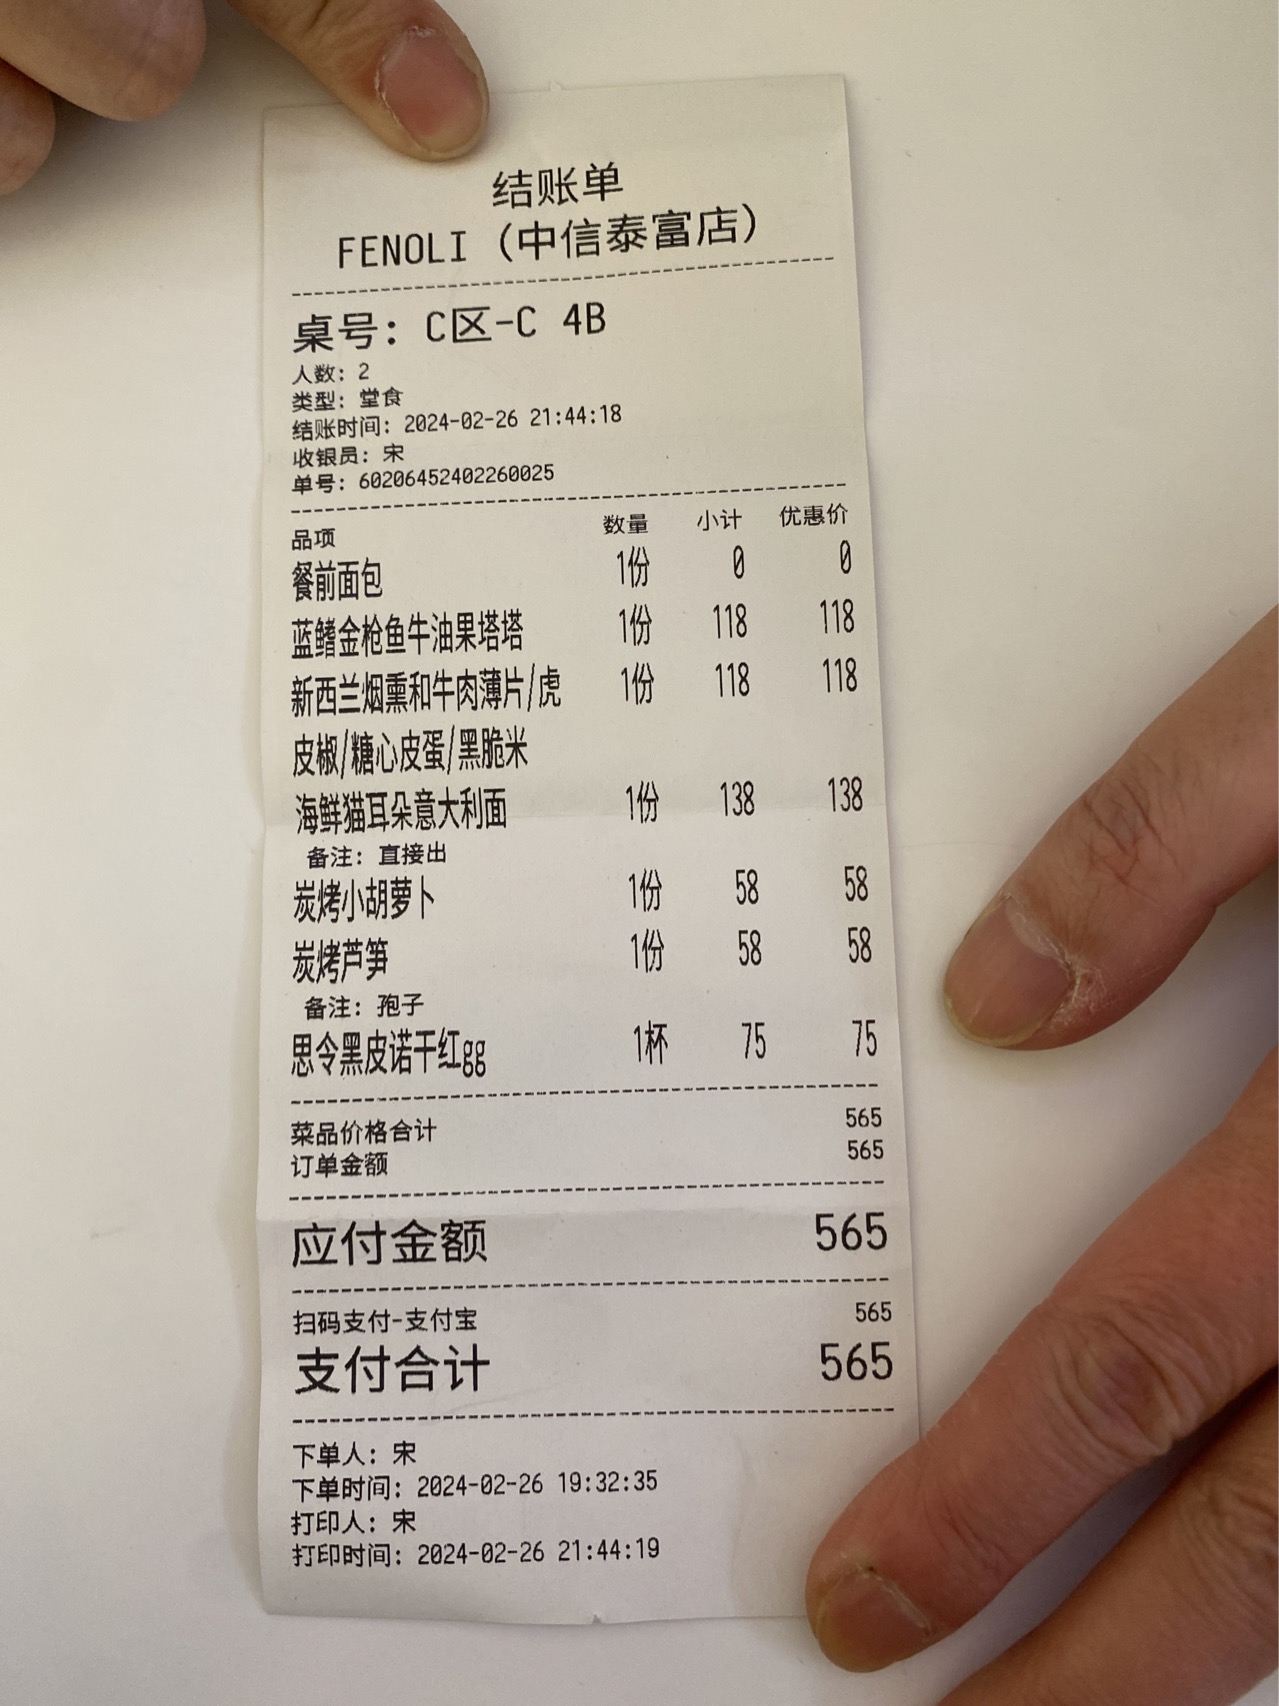 结账单
FENOLI（中信泰富店）
桌号：C区-C 4B
人数：2
类型：堂食
结账时间：2024-02-26 21:44:18
收银员：宋
单号：60206452402260025
品项 数量 小计 优惠价
餐前面包 1份 0 0
蓝鳍金枪鱼牛油果塔塔 1份 118 118
新西兰烟熏和牛肉薄片/虎 1份 118 118
皮椒/糖心皮蛋/黑脆米
海鲜猫耳朵意大利面 1份 138 138
备注：直接出
炭烤小胡萝卜 1份 58 58
炭烤芦笋 1份 58 58
备注：孢子
思令黑皮诺干红gg 1杯 75 75
菜品价格合计 565
订单金额 565
应付金额 565
扫码支付-支付宝 565
支付合计 565
下单人：宋
下单时间：2024-02-26 19:32:35
打印人：宋
打印时间：2024-02-26 21:44:19